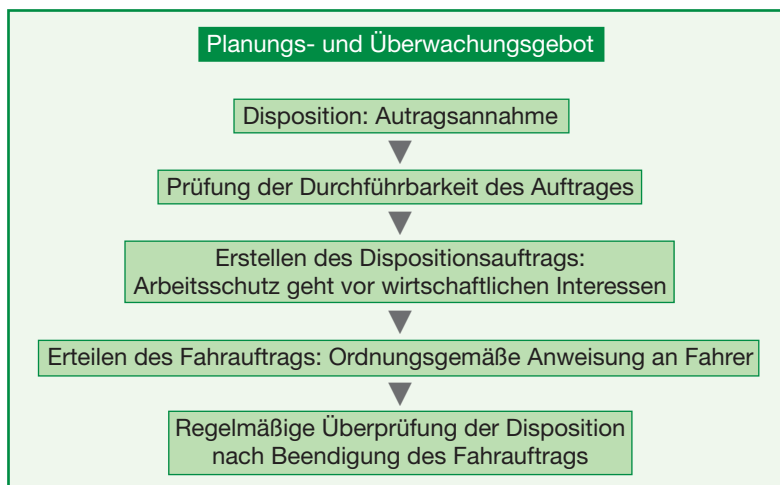 Planungs- und Überwachungsgebot
Disposition: Autragsannahme
Prüfung der Durchführbarkeit des Auftrages
Erstellen des Dispositionsauftrags:
Arbeitsschutz geht vor wirtschaftlichen Interessen
Erteilen des Fahrauftrags: Ordnungsgemäße Anweisung an Fahrer
Regelmäßige Überprüfung der Disposition
nach Beendigung des Fahrauftrags